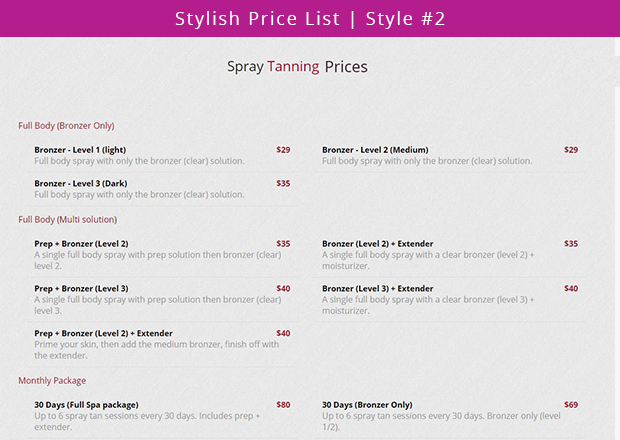 Stylish Price List | Style #2
Spray Tanning Prices
Full Body (Bronzer Only)
Bronzer - Level 1 (light) $29
Full body spray with only the bronzer (clear) solution.
Bronzer - Level 2 (Medium) $29
Full body spray with only the bronzer (clear) solution.
Bronzer - Level 3 (Dark) $35
Full body spray with only the bronzer (clear) solution.
Full Body (Multi solution)
Prep + Bronzer (Level 2) $35
A single full body spray with prep solution then bronzer (clear)
level 2.
Bronzer (Level 2) + Extender $35
A single full body spray with a clear bronzer (level 2) +
moisturizer.
Prep + Bronzer (Level 3) $40
A single full body spray with prep solution then bronzer (clear)
level 3.
Bronzer (Level 3) + Extender $40
A single full body spray with a clear bronzer (level 3) +
moisturizer.
Prep + Bronzer (Level 2) + Extender $40
Prime your skin, then add the medium bronzer, finish off with
the extender.
Monthly Package
30 Days (Full Spa package) $80
Up to 6 spray tan sessions every 30 days. Includes prep +
extender.
30 Days (Bronzer Only) $69
Up to 6 spray tan sessions every 30 days. Bronzer only (level
1/2).